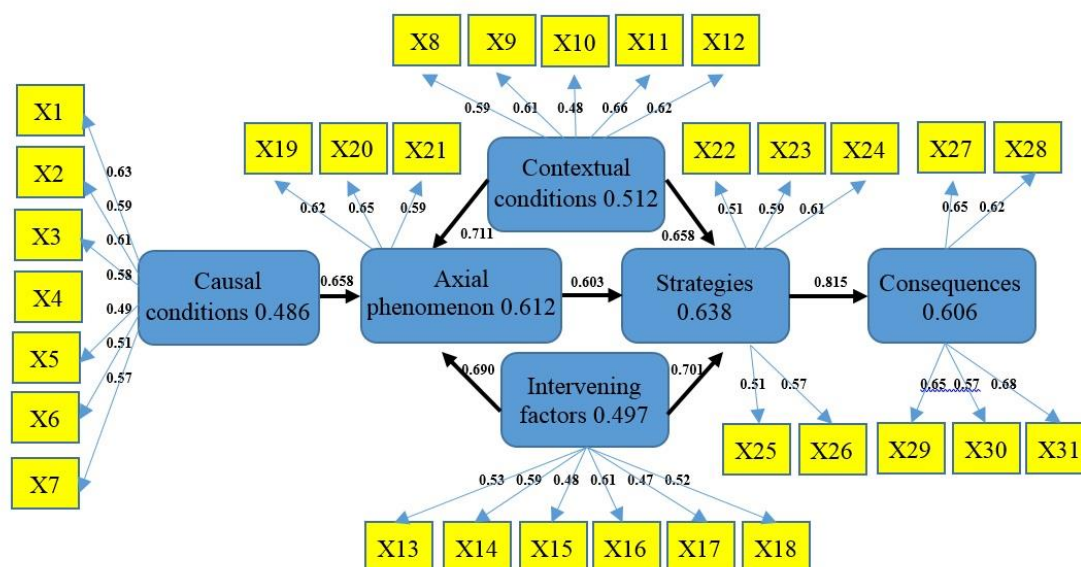 X8 X9 X10 X11 X12
0.59 0.61 0.48 0.66 0.62
X1
X2
X3
X4
X5
X6
X7
0.63
0.59
0.61
0.58
0.49
0.51
0.57
X19 X20 X21
0.62 0.65 0.59
Contextual
conditions 0.512
X22 X23 X24
0.51 0.59 0.61
X27 X28
0.65 0.62
0.711
0.658
Causal
conditions 0.486
0.658
Axial
phenomenon 0.612
0.603
Strategies
0.638
0.815
Consequences
0.606
0.690
Intervening
factors 0.497
0.701
0.51 0.57
X25 X26
0.65 0.57 0.68
X29 X30 X31
0.53 0.59 0.48 0.61 0.47 0.52
X13 X14 X15 X16 X17 X18